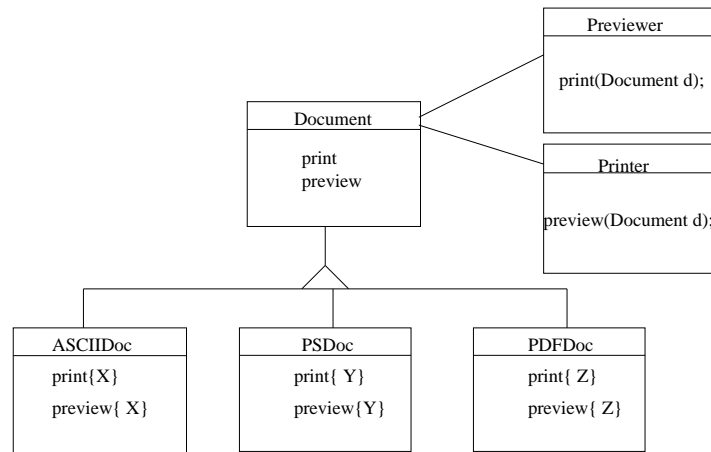 Previewer
print(Document d);
Document
print
preview
Printer
preview(Document d);
ASCIIDoc
print{X}
preview{ X}
PSDoc
print{ Y}
preview{Y}
PDFDoc
print{ Z}
preview{ Z}